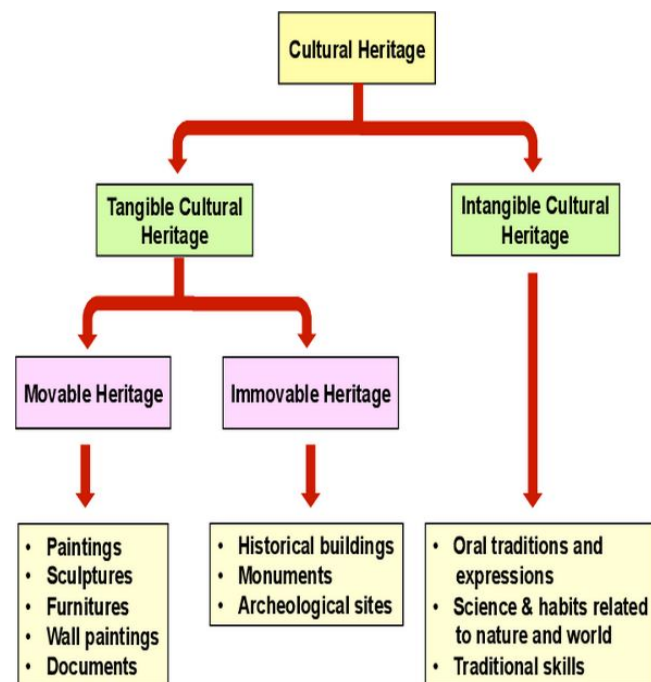 Cultural Heritage
Tangible Cultural
Heritage
Intangible Cultural
Heritage
Movable Heritage
Immovable Heritage
• Paintings
• Sculptures
• Furnitures
• Wall paintings
• Documents
• Historical buildings
• Monuments
• Archeological sites
• Oral traditions and
expressions
• Science & habits related
to nature and world
• Traditional skills